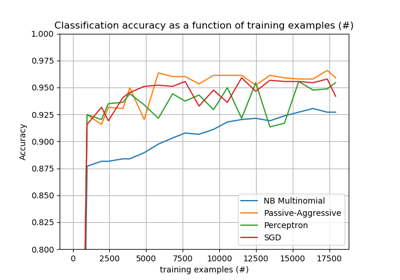 Classification accuracy as a function of training examples (#)
1.000
0.975
0.950
0.925
0.900
0.875
0.850
0.825
0.800
Accuracy
NB Multinomial
Passive-Aggressive
Perceptron
SGD
0 2500 5000 7500 10000 12500 15000 17500
training examples (#)